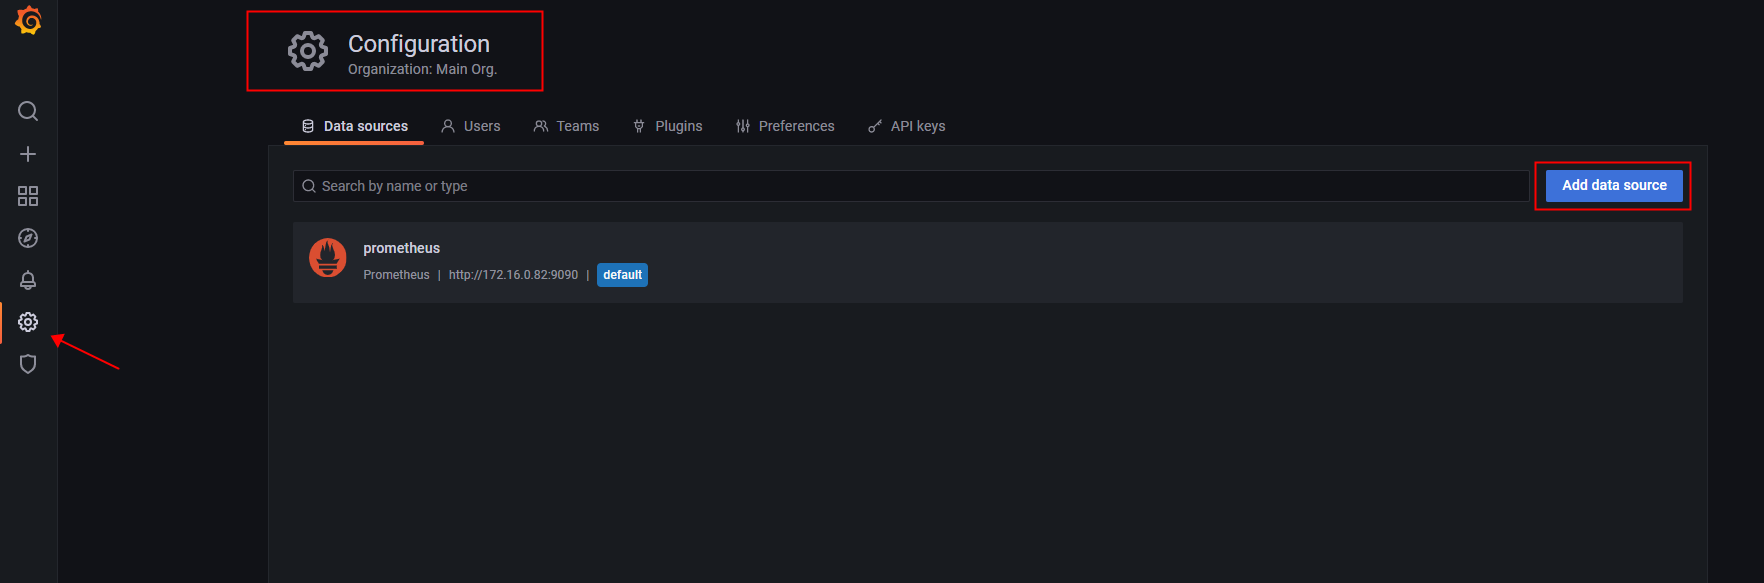 Configuration
Organization: Main Org.
Data sources Users Teams Plugins Preferences API keys
Search by name or type Add data source
prometheus
Prometheus | http://172.16.0.82:9090 | default